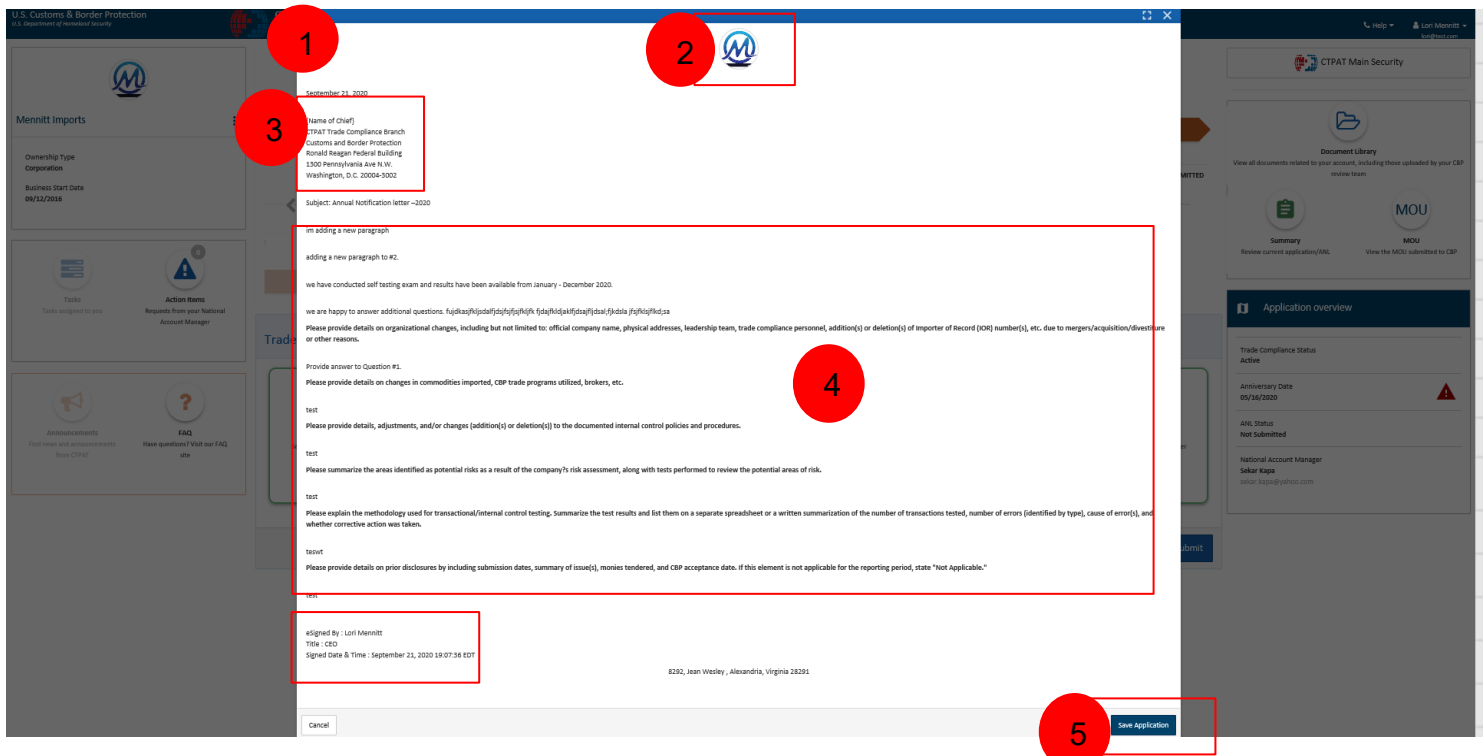 U.S. Customs & Border Protection
U.S. Department of Homeland Security
Help
Lori Mennitt
lori@test.com
1
2
M
September 21, 2020
3
{Name of Chief}
CTPAT Trade Compliance Branch
Customs and Border Protection
Ronald Reagan Federal Building
1300 Pennsylvania Ave N.W.
Washington, D.C. 20004-3002
Subject: Annual Notification letter –2020
im adding a new paragraph
adding a new paragraph to #2.
we have conducted self testing exam and results have been available from January - December 2020.
we are happy to answer additional questions.
Please provide details on organizational changes, including but not limited to: official company name, physical addresses, leadership team, trade compliance personnel, addition(s) or deletion(s) of Importer of Record (IOR) number(s), etc. due to mergers/acquisition/divestiture
or other reasons.
Provide answer to Question #1.
Please provide details on changes in commodities imported, CBP trade programs utilized, brokers, etc.
4
test
Please provide details, adjustments, and/or changes (addition(s) or deletion(s)) to the documented internal control policies and procedures.
test
Please summarize the areas identified as potential risks as a result of the company?s risk assessment, along with tests performed to review the potential areas of risk.
test
Please explain the methodology used for transactional/internal control testing. Summarize the test results and list them on a separate spreadsheet or a written summarization of the number of transactions tested, number of errors (identified by type), cause of error(s), and
whether corrective action was taken.
teswt
Please provide details on prior disclosures by including submission dates, summary of issue(s), monies tendered, and CBP acceptance date. If this element is not applicable for the reporting period, state "Not Applicable."
test
eSigned By : Lori Mennitt
Title : CEO
Signed Date & Time : September 21, 2020 19:07:36 EDT
8292, Jean Wesley , Alexandria, Virginia 28291
Cancel
5
Save Application
M
Mennitt Imports
Ownership Type
Corporation
Business Start Date
09/12/2016
Tasks
Tasks assigned to you
Action Items
Requests from your National
Account Manager
Announcements
Find news and announcements
from CTPAT
FAQ
Have questions? Visit our FAQ
site
Trade
MITTED
ubmit
CTPAT Main Security
Document Library
View all documents related to your account, including those uploaded by your CBP
review team
Summary
Review current application/ANL
MOU
MOU
View the MOU submitted to CBP
Application overview
Trade Compliance Status
Active
Anniversary Date
05/16/2020
ANL Status
Not Submitted
National Account Manager
Sekar Kapa
sekar.kapa@yahoo.com